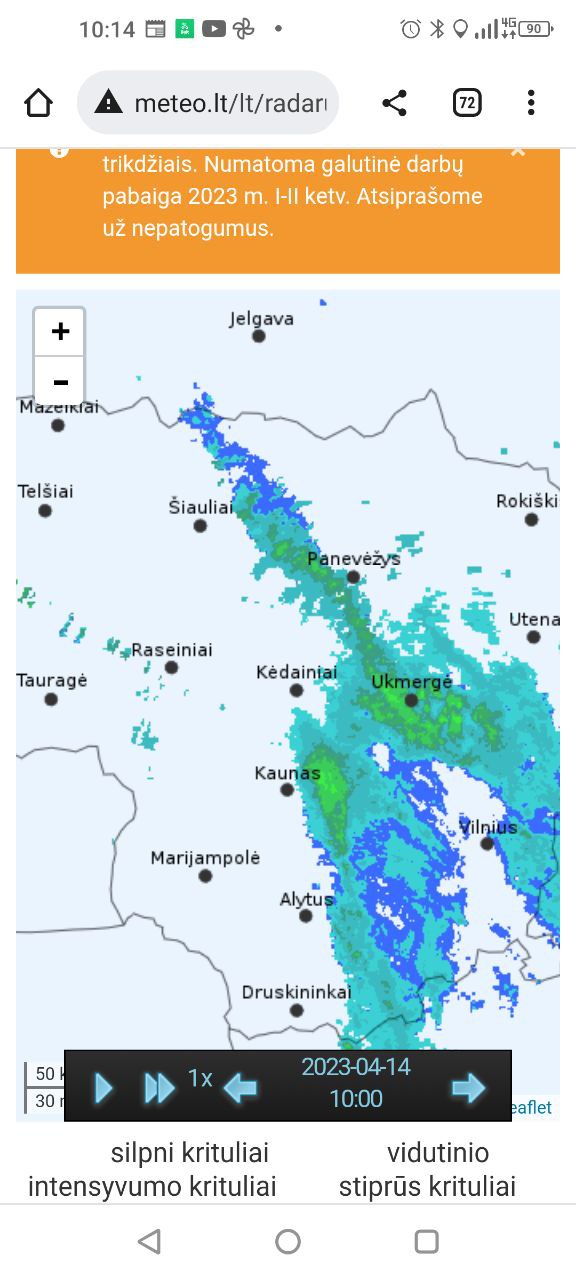 10:14
4G
90
meteo.lt/lt/radaru
72
trikdžiais. Numatoma galutinė darbų
pabaiga 2023 m. I-II ketv. Atsiprašome
už nepatogumus.
+
-
Jelgava
Mažeikiai
Telšiai
Šiauliai
Rokiški
Panevėžys
Utena
Raseiniai
Kėdainiai
Tauragė
Ukmergė
Kaunas
Vilnius
Marijampolė
Alytus
Druskininkai
50 k
30 m
1x
2023-04-14
10:00
eaflet
silpni krituliai
vidutinio
intensyvumo krituliai
stiprūs krituliai